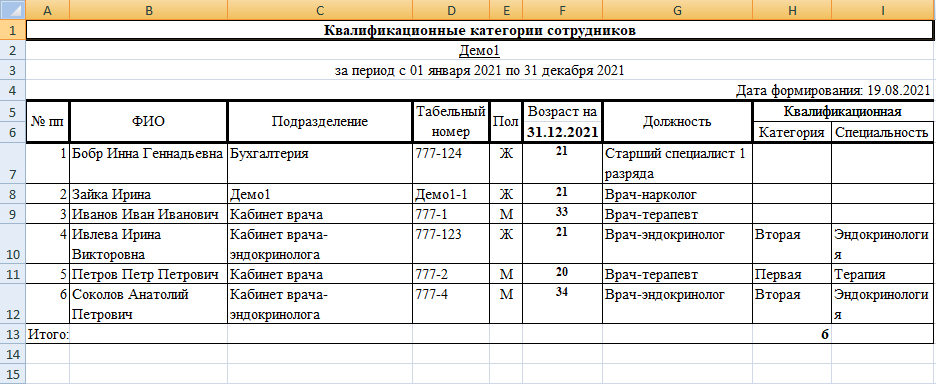 A B C D E F G H I
1 Квалификационные категории сотрудников
2 Демо1
3 за период с 01 января 2021 по 31 декабря 2021
4 Дата формирования: 19.08.2021
5 № пп ФИО Подразделение Табельный Пол Возраст на Должность Квалификационная
6 номер 31.12.2021 Категория Специальность
1 Бобр Инна Геннадьевна Бухгалтерия 777-124 Ж 21 Старший специалист 1
7 разряда
8 2 Зайка Ирина Демо1 Демо1-1 Ж 21 Врач-нарколог
9 3 Иванов Иван Иванович Кабинет врача 777-1 М 33 Врач-терапевт
4 Ивлева Ирина Кабинет врача- 777-123 Ж 21 Врач-эндокринолог Вторая Эндокринологи
10 Викторовна эндокринолога я
11 5 Петров Петр Петрович Кабинет врача 777-2 М 20 Врач-терапевт Первая Терапия
6 Соколов Анатолий Кабинет врача- 777-4 М 34 Врач-эндокринолог Вторая Эндокринологи
12 Петрович эндокринолога я
13 Итого: 6
14
15